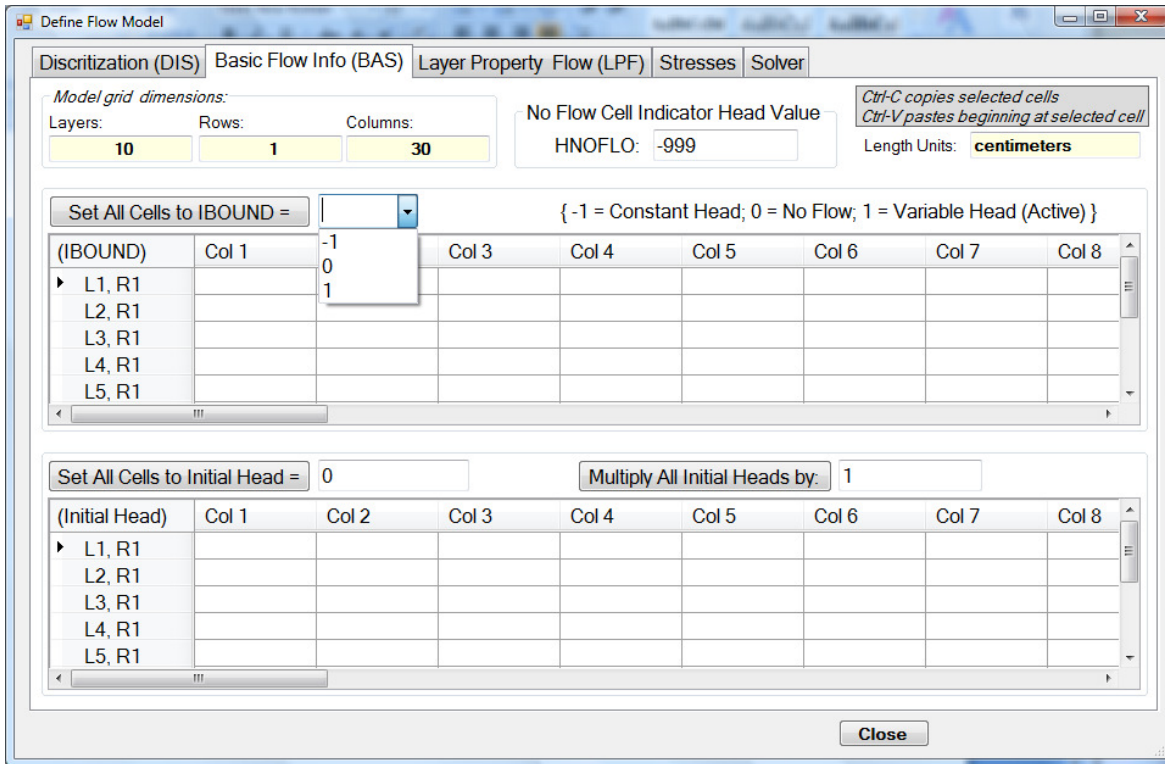 Define Flow Model
Discritization (DIS) Basic Flow Info (BAS) Layer Property Flow (LPF) Stresses Solver
Model grid dimensions:
Layers: Rows: Columns:
10 1 30
No Flow Cell Indicator Head Value
HNOFLO: -999
Ctrl-C copies selected cells
Ctrl-V pastes beginning at selected cell
Length Units: centimeters
Set All Cells to IBOUND = { -1 = Constant Head; 0 = No Flow; 1 = Variable Head (Active) }
-1
0
1
(IBOUND) Col 1 Col 3 Col 4 Col 5 Col 6 Col 7 Col 8
L1, R1
L2, R1
L3, R1
L4, R1
L5, R1
Set All Cells to Initial Head = 0 Multiply All Initial Heads by: 1
(Initial Head) Col 1 Col 2 Col 3 Col 4 Col 5 Col 6 Col 7 Col 8
L1, R1
L2, R1
L3, R1
L4, R1
L5, R1
Close